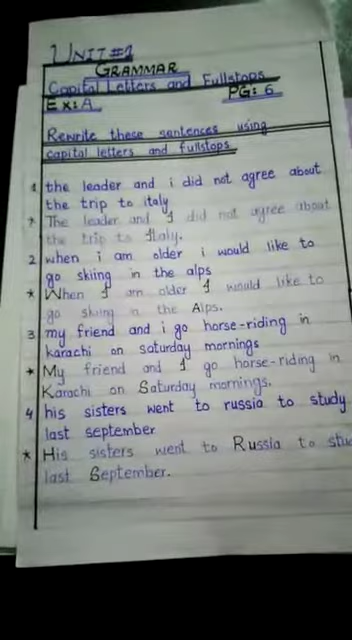 UNIT#1
GRAMMAR
Capital Letters and Fullstops
Ex:A PG: 6
Rewrite these sentences using
capital letters and fullstops
1 the leader and i did not agree about
the trip to italy
* The leader and I did not agree about
the trip to Italy.
2 when i am older i would like to
go skiing in the alps
* When I am older I would like to
go skiing in the Alps.
3 my friend and i go horse-riding in
karachi on saturday mornings
* My friend and I go horse-riding in
Karachi on Saturday mornings.
4 his sisters went to russia to study
last september
* His sisters went to Russia to stu
last September.